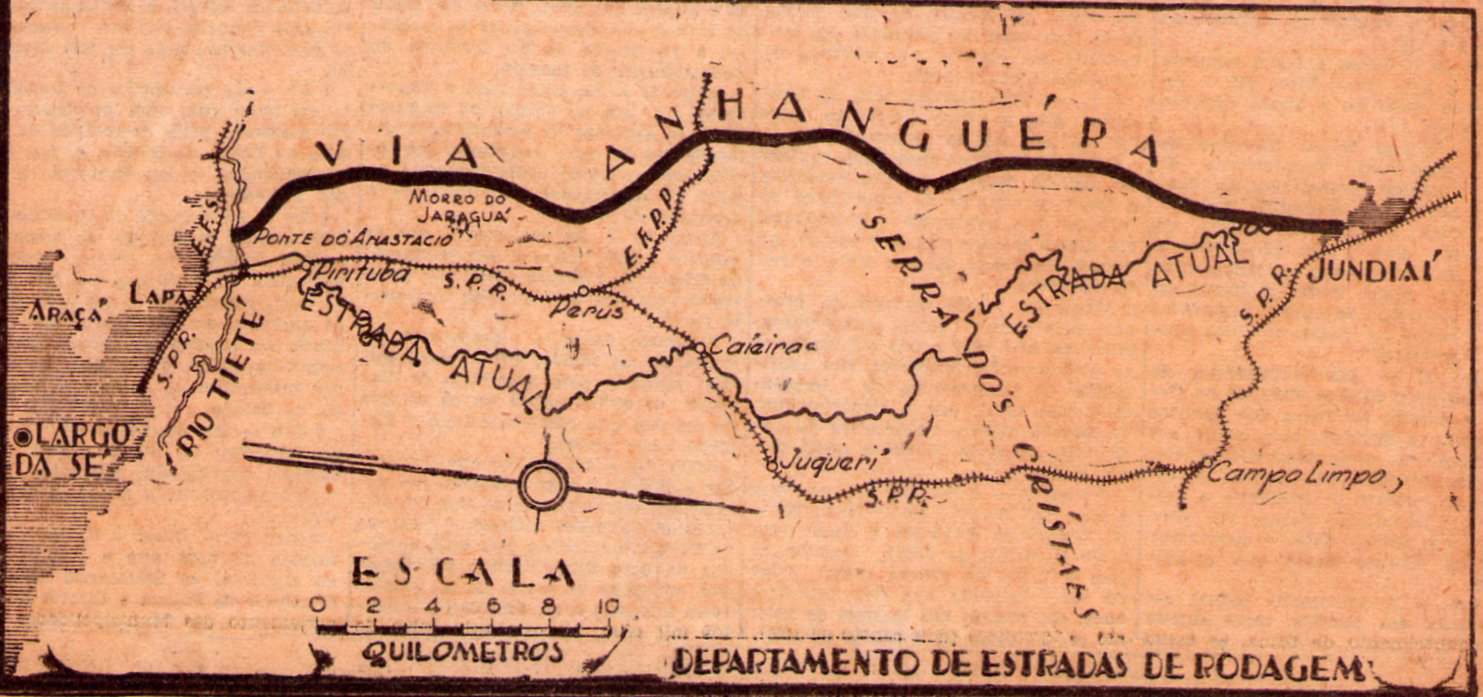 VIA ANHANGUÉRA
MORRO DO
JARAGUÁ
E.F.S.
PONTE DO ANASTACIO
E.F.P.P.
Pirituba
S.P.R.
Perús
LAPA
ARAÇÁ
S.P.R.
RIO TIETÉ
ESTRADA ATUAL
Caieiras
SERRA DOS CRISTAES
ESTRADA ATUAL
JUNDIAÍ
S.P.R.
LARGO
DA SÉ
Juquerí
S.P.R.
Campo Limpo
ESCALA
0 2 4 6 8 10
QUILOMETROS
DEPARTAMENTO DE ESTRADAS DE RODAGEM